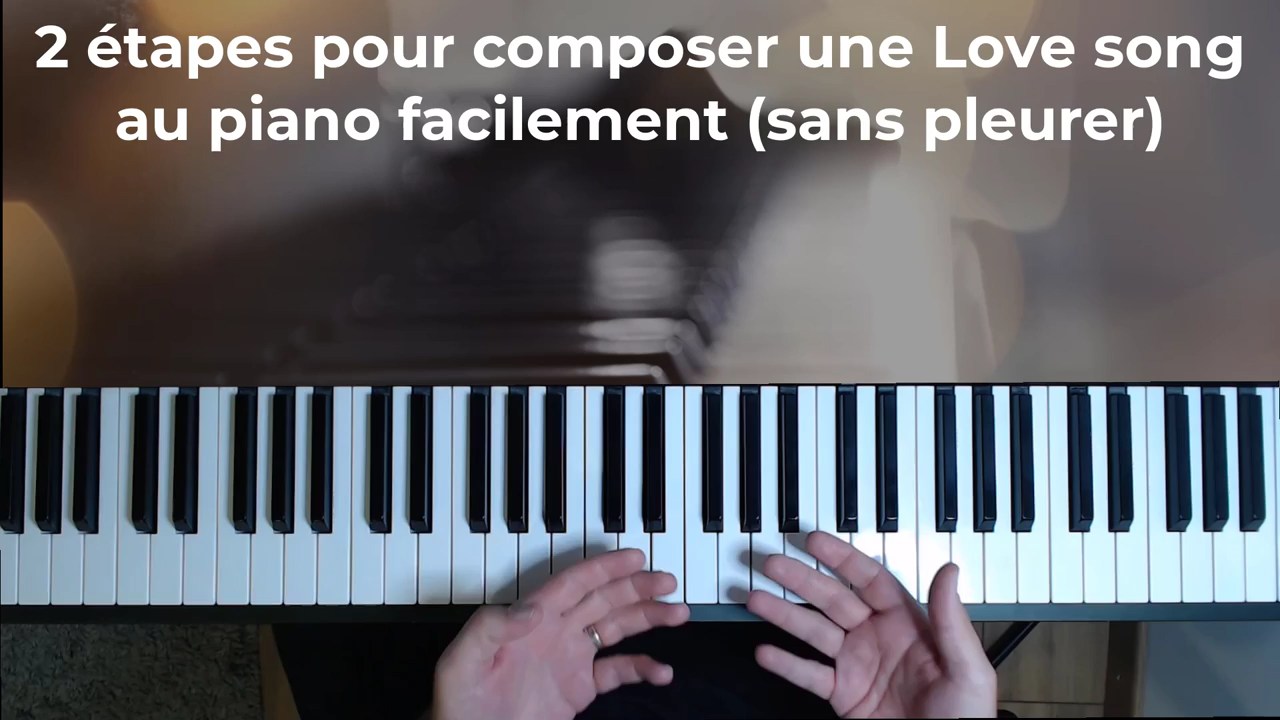 2 étapes pour composer une Love song
au piano facilement (sans pleurer)